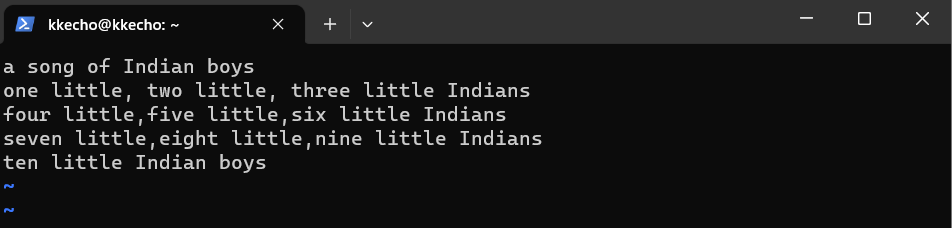 kkecho@kkecho: ~
a song of Indian boys
one little, two little, three little Indians
four little,five little,six little Indians
seven little,eight little,nine little Indians
ten little Indian boys
~
~